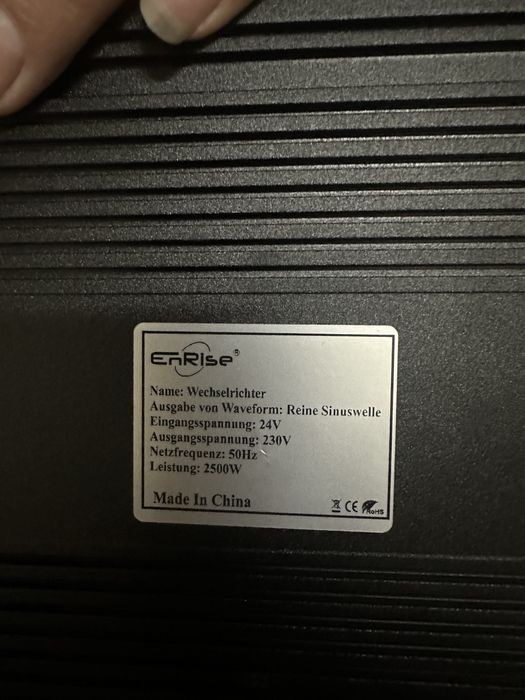 EnRise®
Name: Wechselrichter
Ausgabe von Waveform: Reine Sinuswelle
Eingangsspannung: 24V
Ausgangsspannung: 230V
Netzfrequenz: 50Hz
Leistung: 2500W
Made In China
CE RoHS